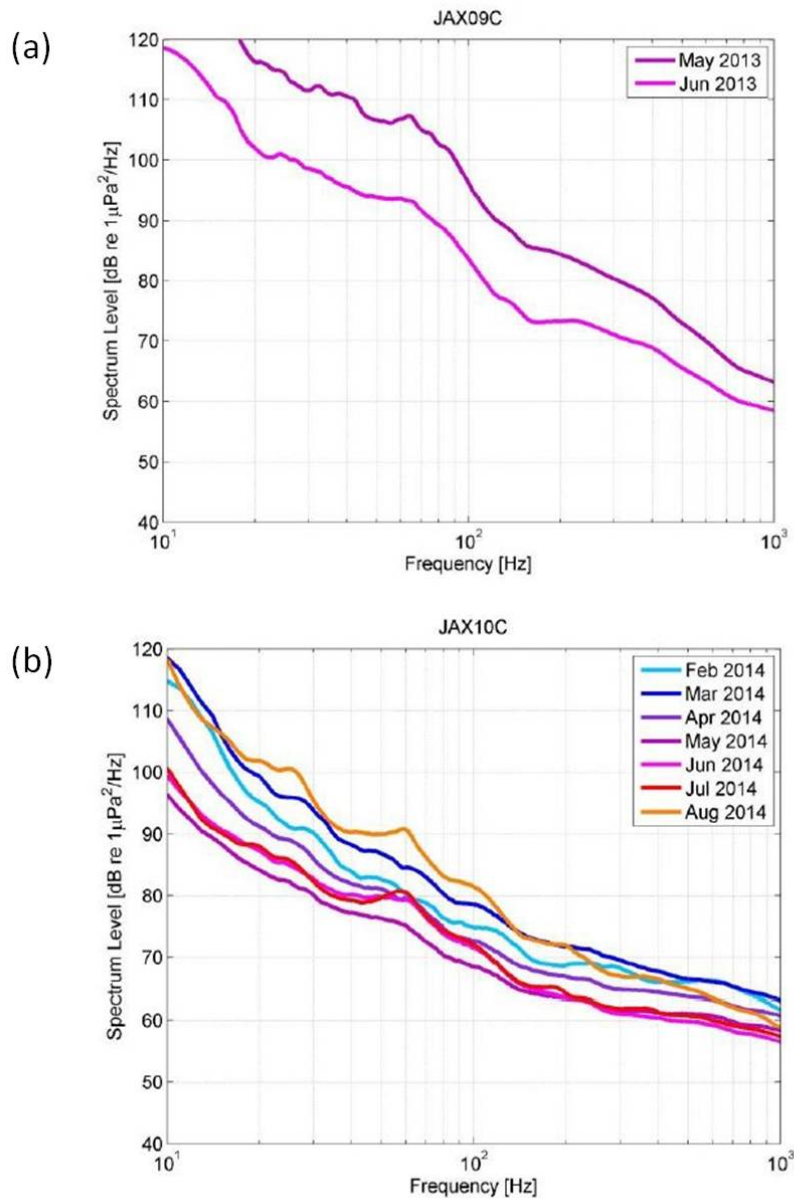 (a)
JAX09C
120
110
100
90
80
70
60
50
40
Spectrum Level [dB re 1µPa²/Hz]
May 2013
Jun 2013
10¹
10²
10³
Frequency [Hz]
(b)
JAX10C
120
110
100
90
80
70
60
50
40
Spectrum Level [dB re 1µPa²/Hz]
Feb 2014
Mar 2014
Apr 2014
May 2014
Jun 2014
Jul 2014
Aug 2014
10¹
10²
10³
Frequency [Hz]